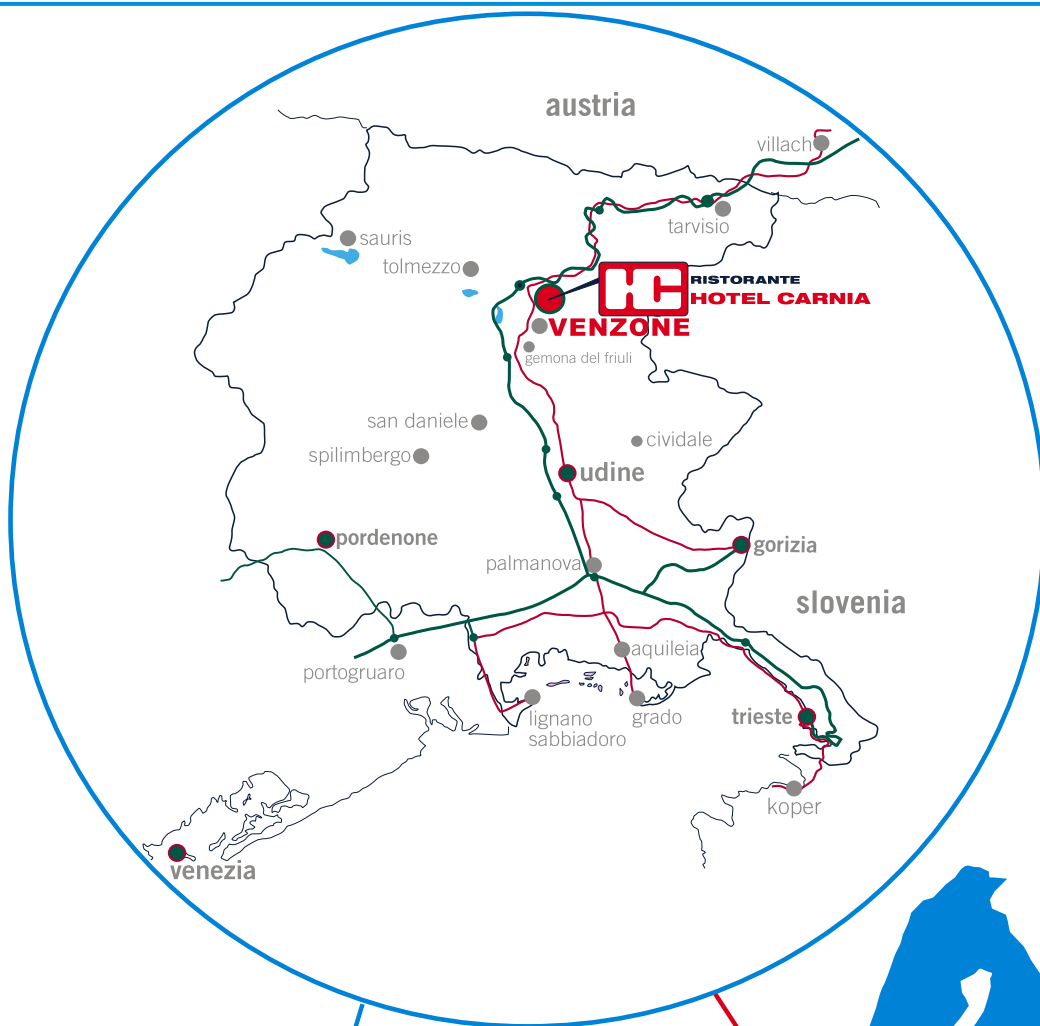 austria
villach
tarvisio
sauris
tolmezzo
HC
RISTORANTE
HOTEL CARNIA
VENZONE
gemona del friuli
san daniele
cividale
spilimbergo
udine
pordenone
gorizia
palmanova
slovenia
aquileia
portogruaro
lignano
sabbiadoro
grado
trieste
koper
venezia